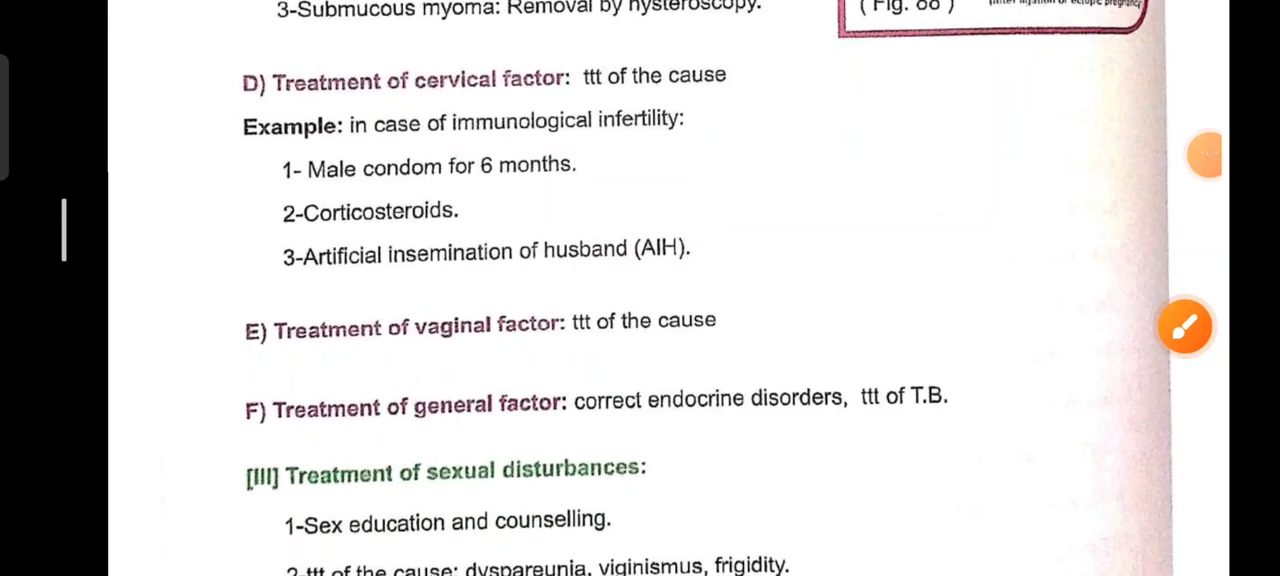 3-Submucous myoma: Removal by hysteroscopy.
( Fig. 68 )
D) Treatment of cervical factor: ttt of the cause
Example: in case of immunological infertility:
1- Male condom for 6 months.
2-Corticosteroids.
3-Artificial insemination of husband (AIH).
E) Treatment of vaginal factor: ttt of the cause
F) Treatment of general factor: correct endocrine disorders, ttt of T.B.
[III] Treatment of sexual disturbances:
1-Sex education and counselling.
2-ttt of the cause: dyspareunia, viginismus, frigidity.